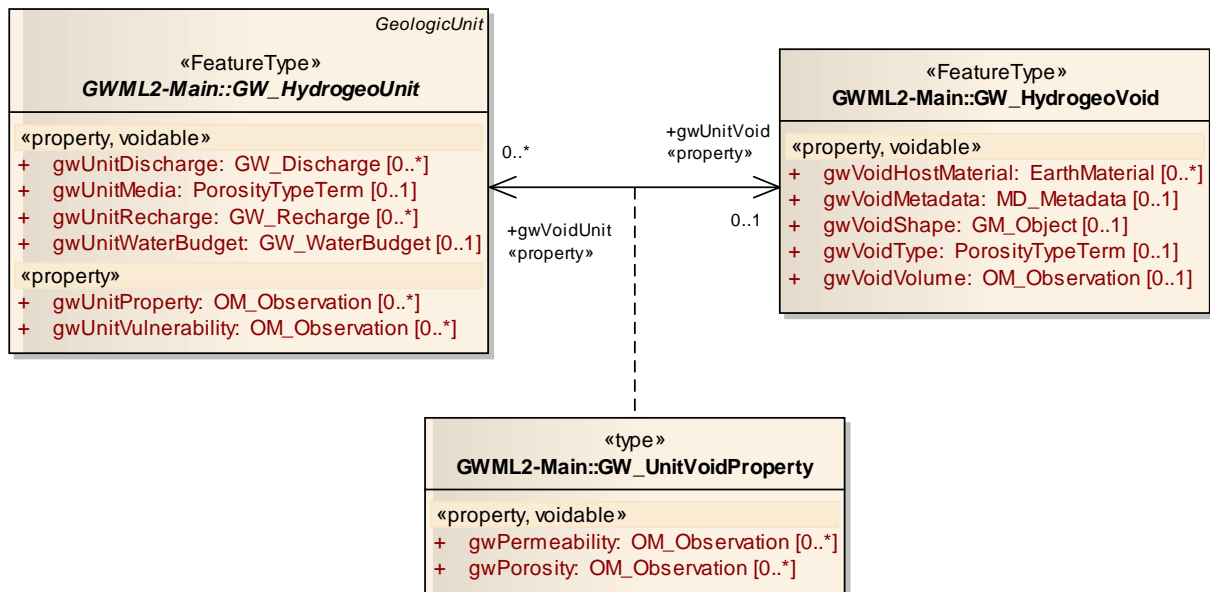 GeologicUnit
«FeatureType»
GWML2-Main::GW_HydrogeoUnit
«property, voidable»
+ gwUnitDischarge: GW_Discharge [0..*]
+ gwUnitMedia: PorosityTypeTerm [0..1]
+ gwUnitRecharge: GW_Recharge [0..*]
+ gwUnitWaterBudget: GW_WaterBudget [0..1]
«property»
+ gwUnitProperty: OM_Observation [0..*]
+ gwUnitVulnerability: OM_Observation [0..*]
0..*
+gwVoidUnit
«property»
+gwUnitVoid
«property»
0..1
«FeatureType»
GWML2-Main::GW_HydrogeoVoid
«property, voidable»
+ gwVoidHostMaterial: EarthMaterial [0..*]
+ gwVoidMetadata: MD_Metadata [0..1]
+ gwVoidShape: GM_Object [0..1]
+ gwVoidType: PorosityTypeTerm [0..1]
+ gwVoidVolume: OM_Observation [0..1]
«type»
GWML2-Main::GW_UnitVoidProperty
«property, voidable»
+ gwPermeability: OM_Observation [0..*]
+ gwPorosity: OM_Observation [0..*]